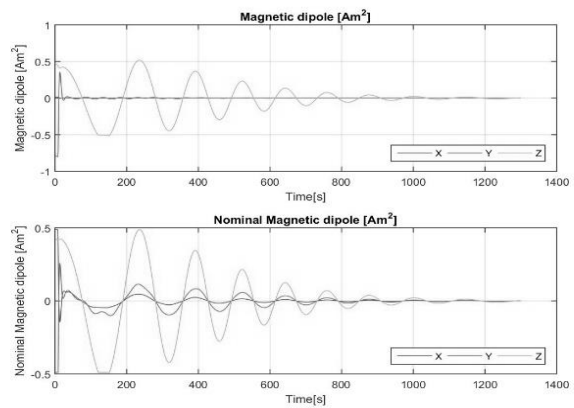 Magnetic dipole [Am²]
Magnetic dipole [Am²]
1
0.5
0
-0.5
-1
0 200 400 600 800 1000 1200 1400
Time[s]
X Y Z
Nominal Magnetic dipole [Am²]
Nominal Magnetic dipole [Am²]
0.5
0
-0.5
0 200 400 600 800 1000 1200 1400
Time[s]
X Y Z